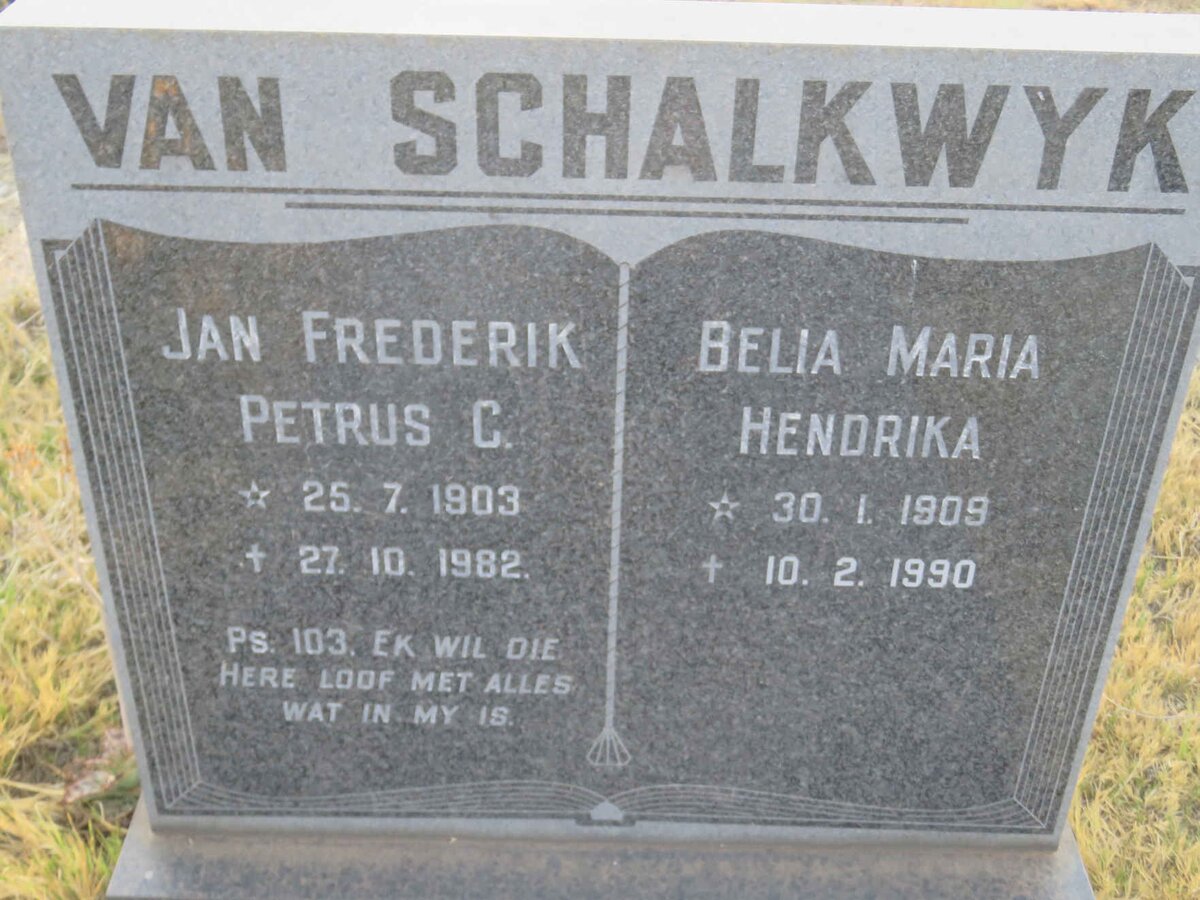 VAN SCHALKWYK
JAN FREDERIK
PETRUS C.
☆ 25. 7. 1903
✝ 27. 10. 1982.
PS. 103. EK WIL DIE
HERE LOOF MET ALLES
WAT IN MY IS.
BELIA MARIA
HENDRIKA
☆ 30. 1. 1909
✝ 10. 2. 1990